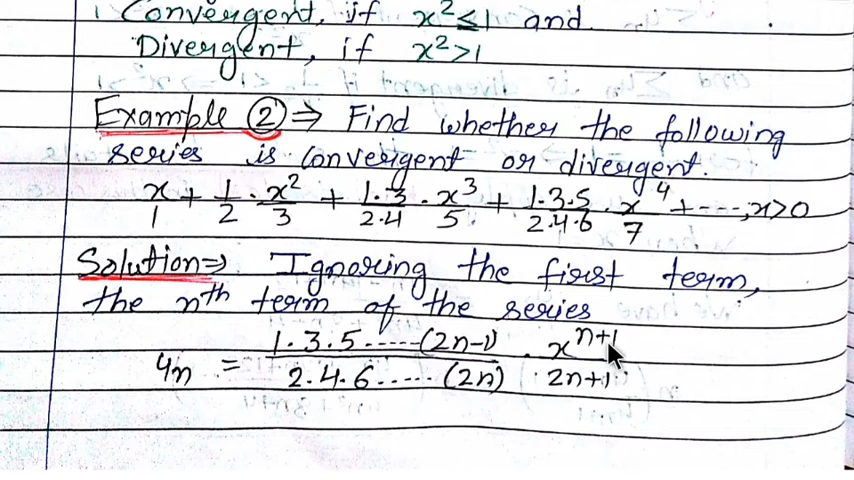 Convergent, if x² ≤ 1 and
Divergent, if x² > 1
Example ② ⇒ Find whether the following
series is convergent or divergent.
x/1 + 1/2 · x²/3 + 1·3/2·4 · x³/5 + 1·3·5/2·4·6 · x⁴/7 + ----, x>0
Solution ⇒ Ignoring the first term,
the nth term of the series
un = 1·3·5.....(2n-1)/2·4·6.....(2n) · x^(n+1)/2n+1